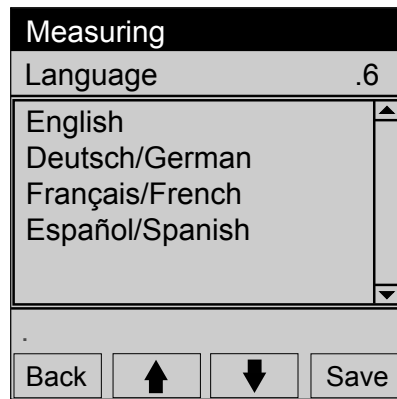 Measuring
Language .6
English
Deutsch/German
Français/French
Español/Spanish
.
Back Save